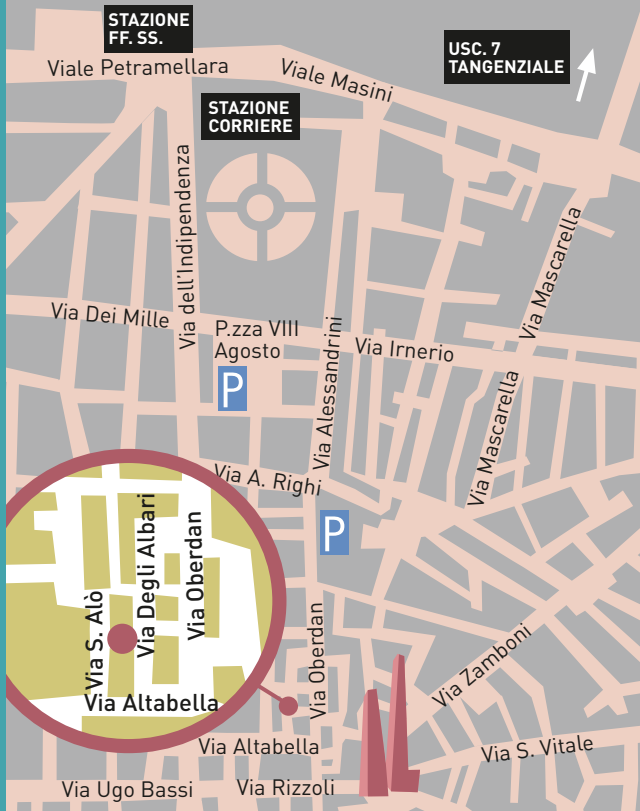 STAZIONE
FF. SS.
USC. 7
TANGENZIALE
Viale Petramellara
Viale Masini
STAZIONE
CORRIERE
Via dell'Indipendenza
Via Mascarella
Via Dei Mille
P.zza VIII
Agosto
P
Via Alessandrini
Via Irnerio
Via Mascarella
Via A. Righi
P
Via Degli Albari
Via Oberdan
Via S. Alò
Via Altabella
Via Oberdan
Via Zamboni
Via Altabella
Via S. Vitale
Via Ugo Bassi
Via Rizzoli